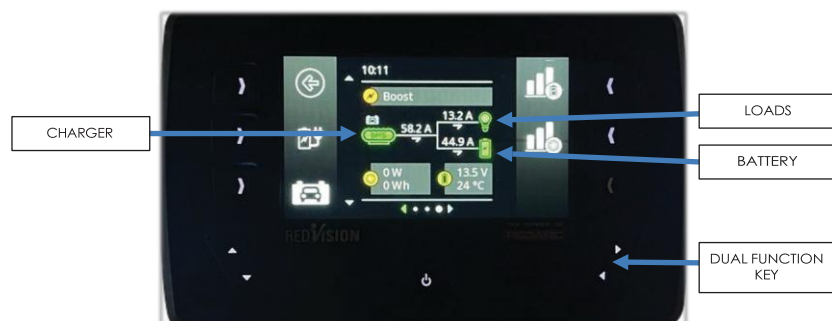 10:11
Boost
13.2 A
58.2 A
44.9 A
0 W
0 Wh
13.5 V
24 °C
CHARGER
LOADS
BATTERY
DUAL FUNCTION
KEY
REDVISION
REDARC